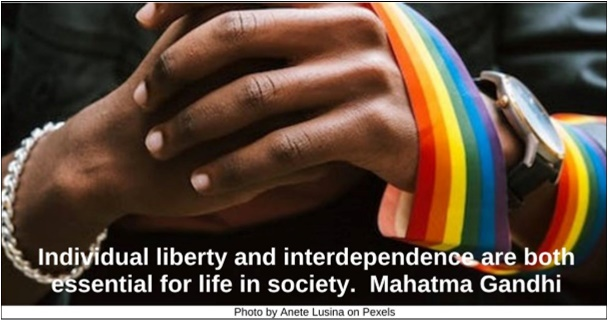 Individual liberty and interdependence are both
essential for life in society.  Mahatma Gandhi
Photo by Anete Lusina on Pexels